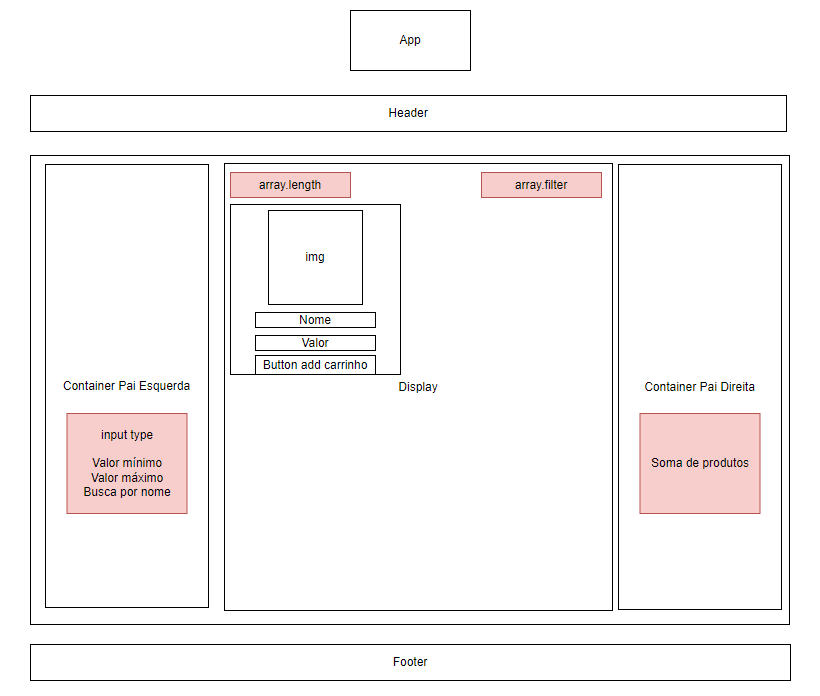 App
Header
array.length
array.filter
img
Nome
Valor
Button add carrinho
Container Pai Esquerda
Display
Container Pai Direita
input type
Valor mínimo
Valor máximo
Busca por nome
Soma de produtos
Footer